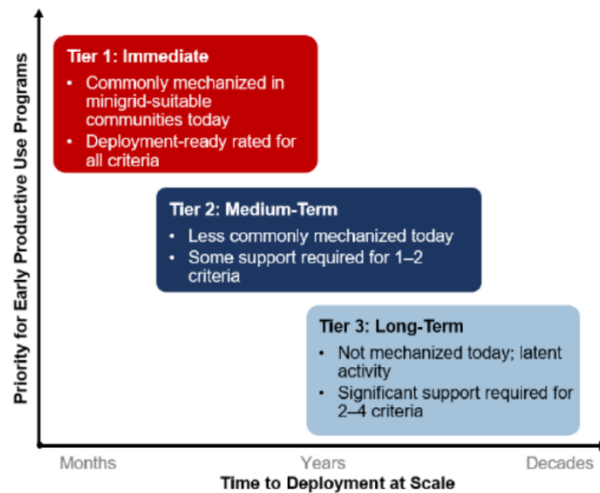 Priority for Early Productive Use Programs
Tier 1: Immediate
• Commonly mechanized in
minigrid-suitable
communities today
• Deployment-ready rated for
all criteria
Tier 2: Medium-Term
• Less commonly mechanized today
• Some support required for 1–2
criteria
Tier 3: Long-Term
• Not mechanized today; latent
activity
• Significant support required for
2–4 criteria
Months Years Decades
Time to Deployment at Scale